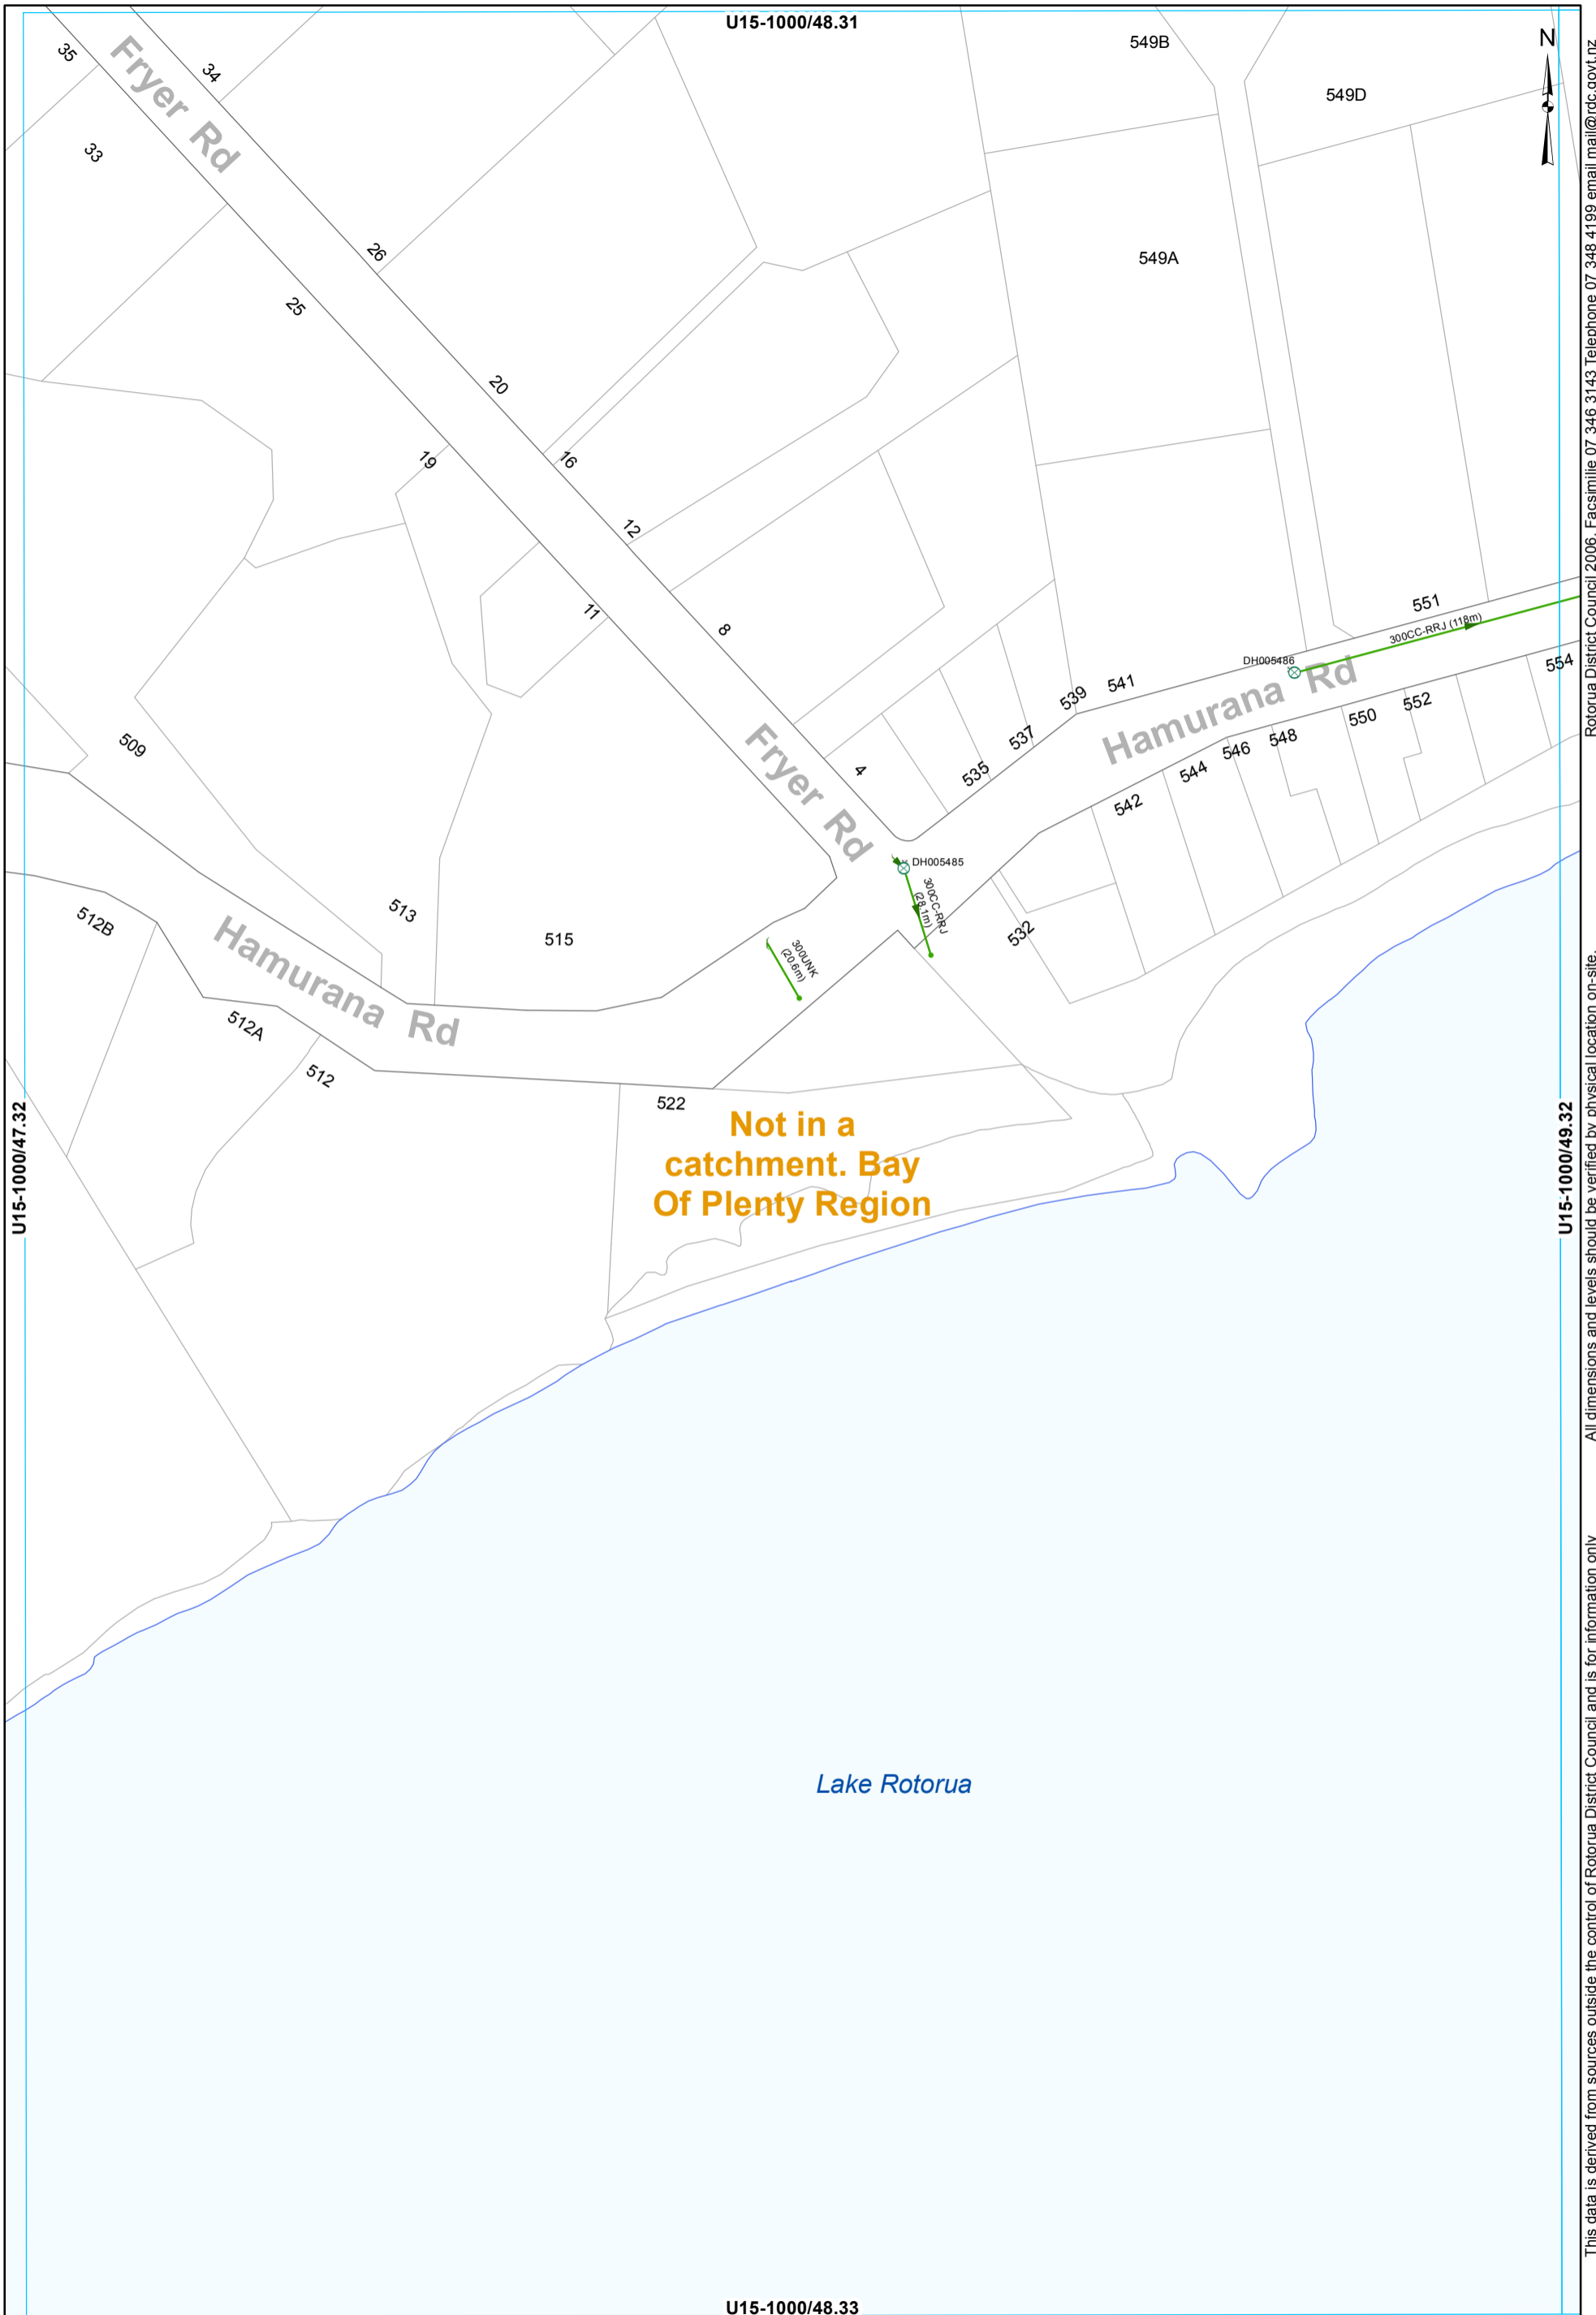 U15-1000/48.31
N
549B
549D
35
Fryer Rd
34
33
549A
26
25
20
19
16
12
11
8
551
300CC-RRJ (118m)
DH005486
554
Hamurana Rd
541
539
537
535
552
550
548
546
544
542
509
Fryer Rd
4
DH005485
300CC-RRJ
(28.1m)
512B
513
515
532
Hamurana Rd
300UNK
(20.6m)
512A
512
522
Not in a
catchment. Bay
Of Plenty Region
U15-1000/47.32
U15-1000/49.32
Lake Rotorua
U15-1000/48.33
This data is derived from sources outside the control of Rotorua District Council and is for information only
All dimensions and levels should be verified by physical location on-site.
Rotorua District Council 2006. Facsimilie 07 346 3143 Telephone 07 348 4199 email mail@rdc.govt.nz